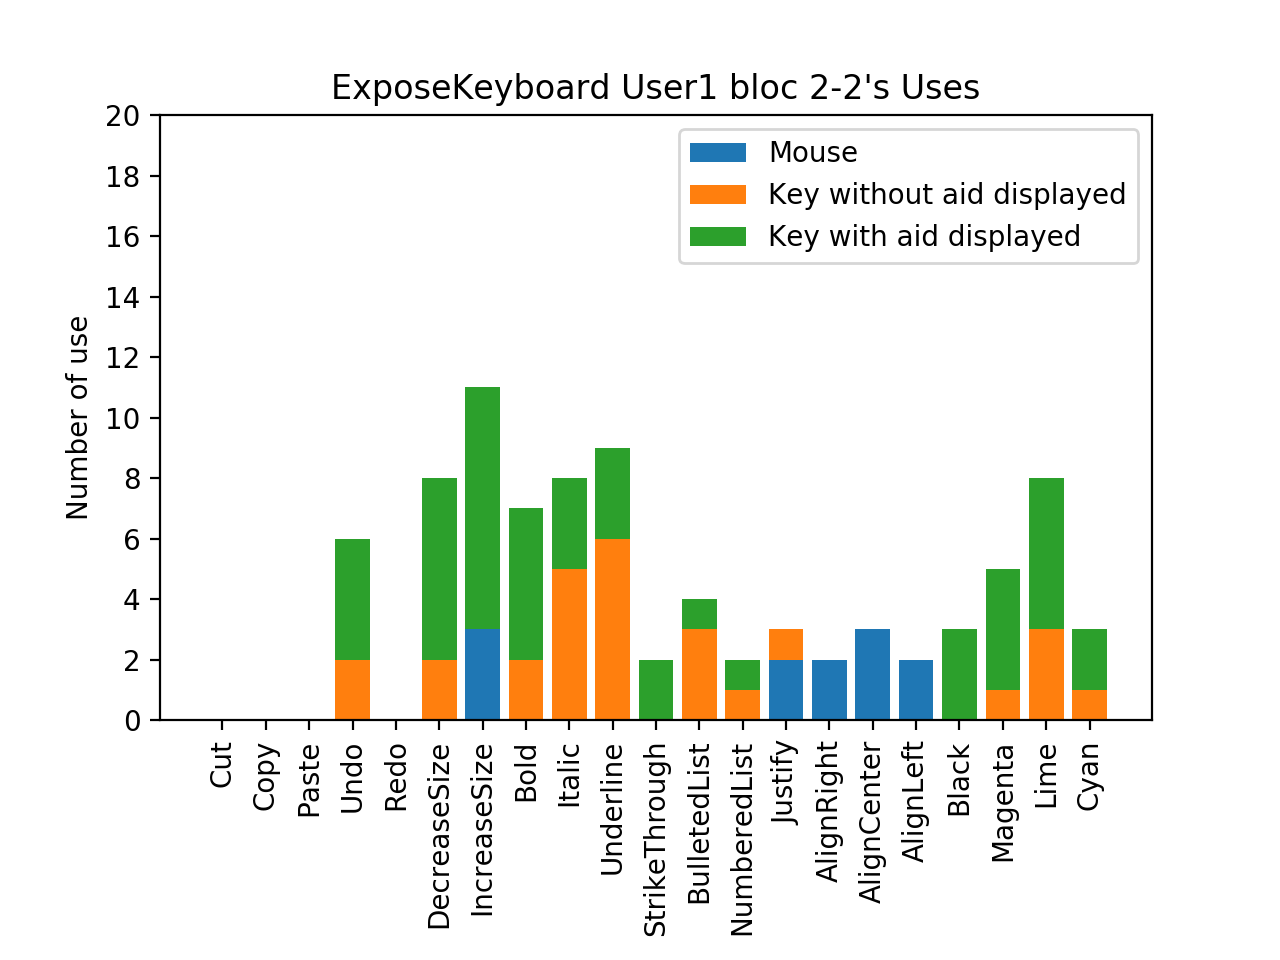 ExposeKeyboard User1 bloc 2-2's Uses
20
18
16
14
12
10
8
6
4
2
0
Number of use
Mouse
Key without aid displayed
Key with aid displayed
Cut
Copy
Paste
Undo
Redo
DecreaseSize
IncreaseSize
Bold
Italic
Underline
StrikeThrough
BulletedList
NumberedList
Justify
AlignRight
AlignCenter
AlignLeft
Black
Magenta
Lime
Cyan